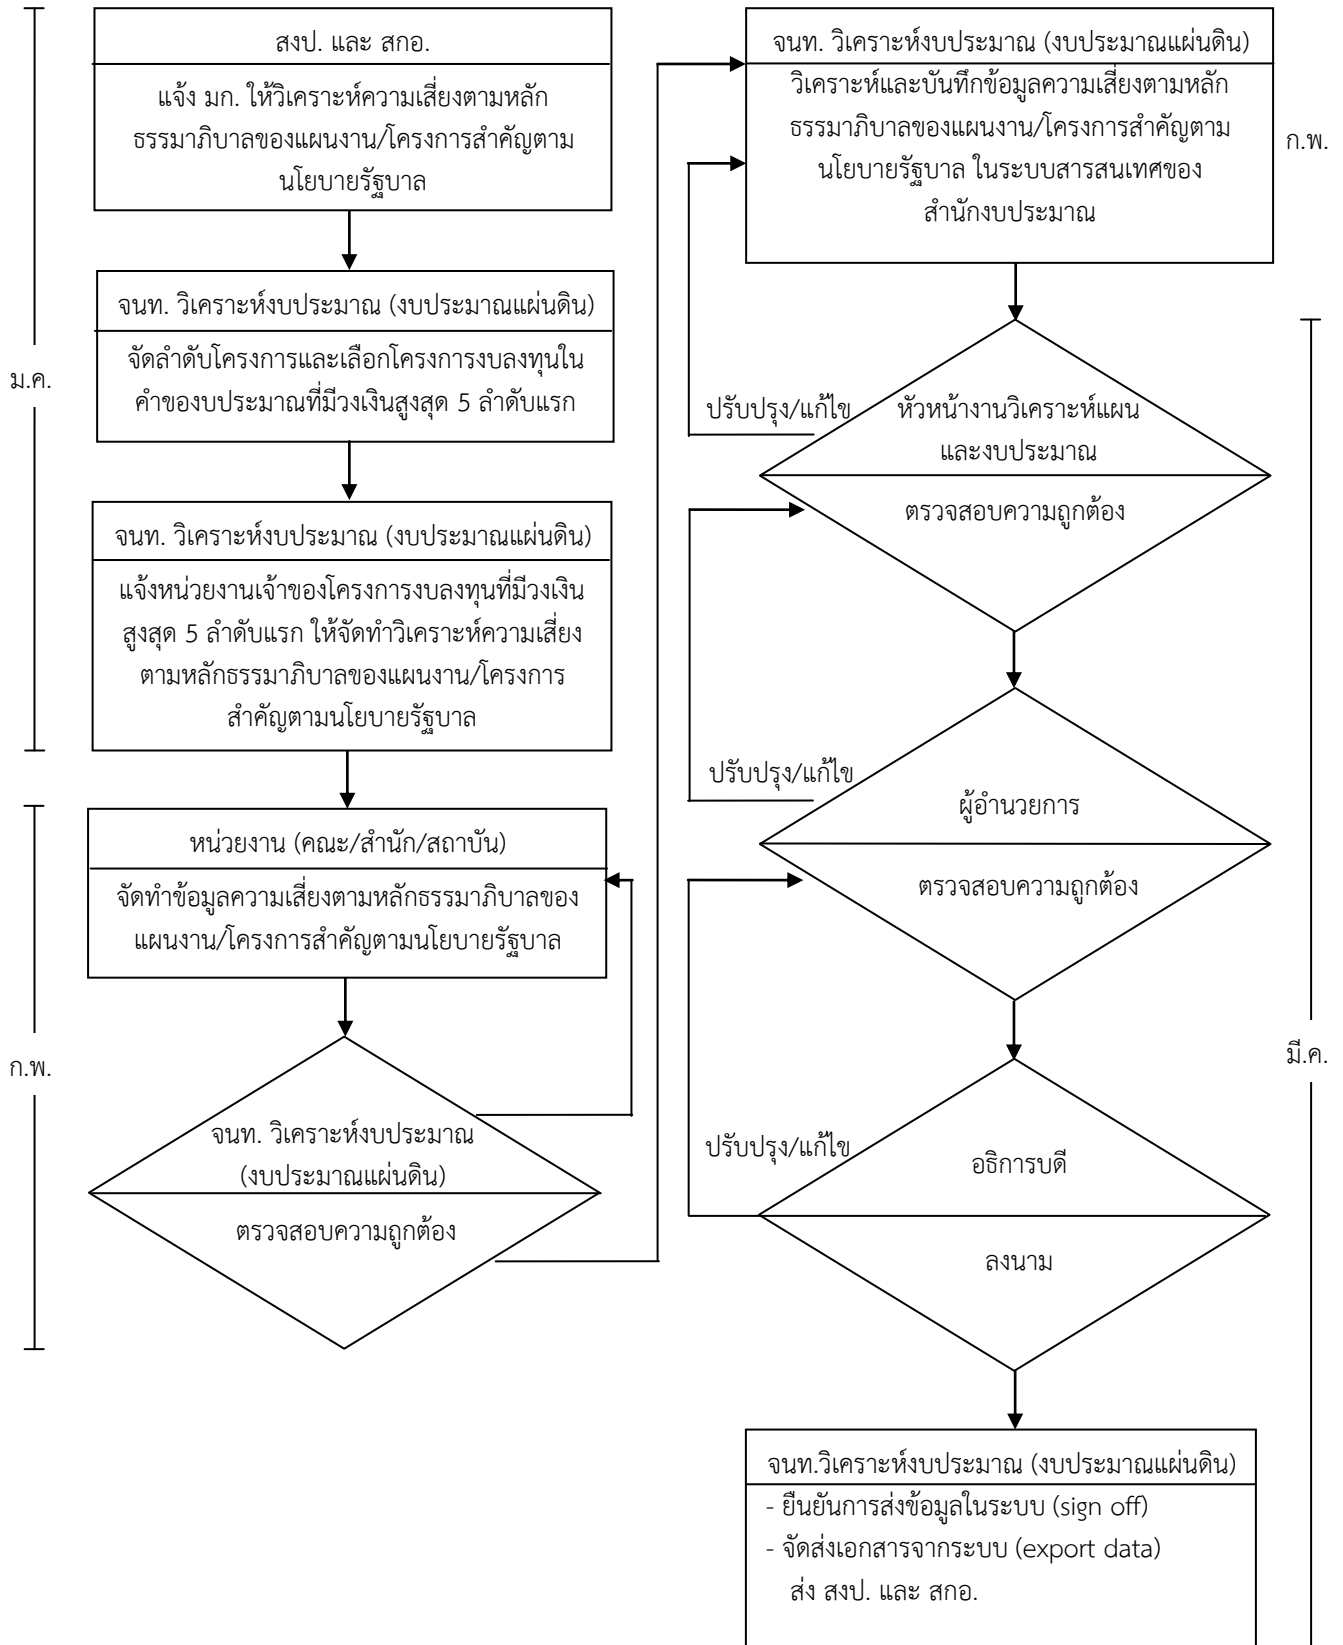 ม.ค.
สงป. และ สกอ.
แจ้ง มก. ให้วิเคราะห์ความเสี่ยงตามหลัก
ธรรมาภิบาลของแผนงาน/โครงการสำคัญตาม
นโยบายรัฐบาล
จนท. วิเคราะห์งบประมาณ (งบประมาณแผ่นดิน)
จัดลำดับโครงการและเลือกโครงการงบลงทุนใน
คำของบประมาณที่มีวงเงินสูงสุด 5 ลำดับแรก
จนท. วิเคราะห์งบประมาณ (งบประมาณแผ่นดิน)
แจ้งหน่วยงานเจ้าของโครงการงบลงทุนที่มีวงเงิน
สูงสุด 5 ลำดับแรก ให้จัดทำวิเคราะห์ความเสี่ยง
ตามหลักธรรมาภิบาลของแผนงาน/โครงการ
สำคัญตามนโยบายรัฐบาล
ก.พ.
หน่วยงาน (คณะ/สำนัก/สถาบัน)
จัดทำข้อมูลความเสี่ยงตามหลักธรรมาภิบาลของ
แผนงาน/โครงการสำคัญตามนโยบายรัฐบาล
จนท. วิเคราะห์งบประมาณ
(งบประมาณแผ่นดิน)
ตรวจสอบความถูกต้อง
จนท. วิเคราะห์งบประมาณ (งบประมาณแผ่นดิน)
วิเคราะห์และบันทึกข้อมูลความเสี่ยงตามหลัก
ธรรมาภิบาลของแผนงาน/โครงการสำคัญตาม
นโยบายรัฐบาล ในระบบสารสนเทศของ
สำนักงบประมาณ
ก.พ.
ปรับปรุง/แก้ไข
หัวหน้างานวิเคราะห์แผน
และงบประมาณ
ตรวจสอบความถูกต้อง
ปรับปรุง/แก้ไข
ผู้อำนวยการ
ตรวจสอบความถูกต้อง
มี.ค.
ปรับปรุง/แก้ไข
อธิการบดี
ลงนาม
จนท.วิเคราะห์งบประมาณ (งบประมาณแผ่นดิน)
- ยืนยันการส่งข้อมูลในระบบ (sign off)
- จัดส่งเอกสารจากระบบ (export data)
ส่ง สงป. และ สกอ.